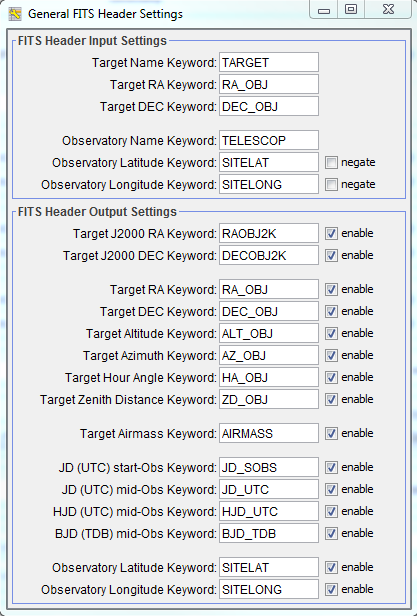 General FITS Header Settings
FITS Header Input Settings
Target Name Keyword: TARGET
Target RA Keyword: RA_OBJ
Target DEC Keyword: DEC_OBJ
Observatory Name Keyword: TELESCOP
Observatory Latitude Keyword: SITELAT negate
Observatory Longitude Keyword: SITELONG negate
FITS Header Output Settings
Target J2000 RA Keyword: RAOBJ2K enable
Target J2000 DEC Keyword: DECOBJ2K enable
Target RA Keyword: RA_OBJ enable
Target DEC Keyword: DEC_OBJ enable
Target Altitude Keyword: ALT_OBJ enable
Target Azimuth Keyword: AZ_OBJ enable
Target Hour Angle Keyword: HA_OBJ enable
Target Zenith Distance Keyword: ZD_OBJ enable
Target Airmass Keyword: AIRMASS enable
JD (UTC) start-Obs Keyword: JD_SOBS enable
JD (UTC) mid-Obs Keyword: JD_UTC enable
HJD (UTC) mid-Obs Keyword: HJD_UTC enable
BJD (TDB) mid-Obs Keyword: BJD_TDB enable
Observatory Latitude Keyword: SITELAT enable
Observatory Longitude Keyword: SITELONG enable